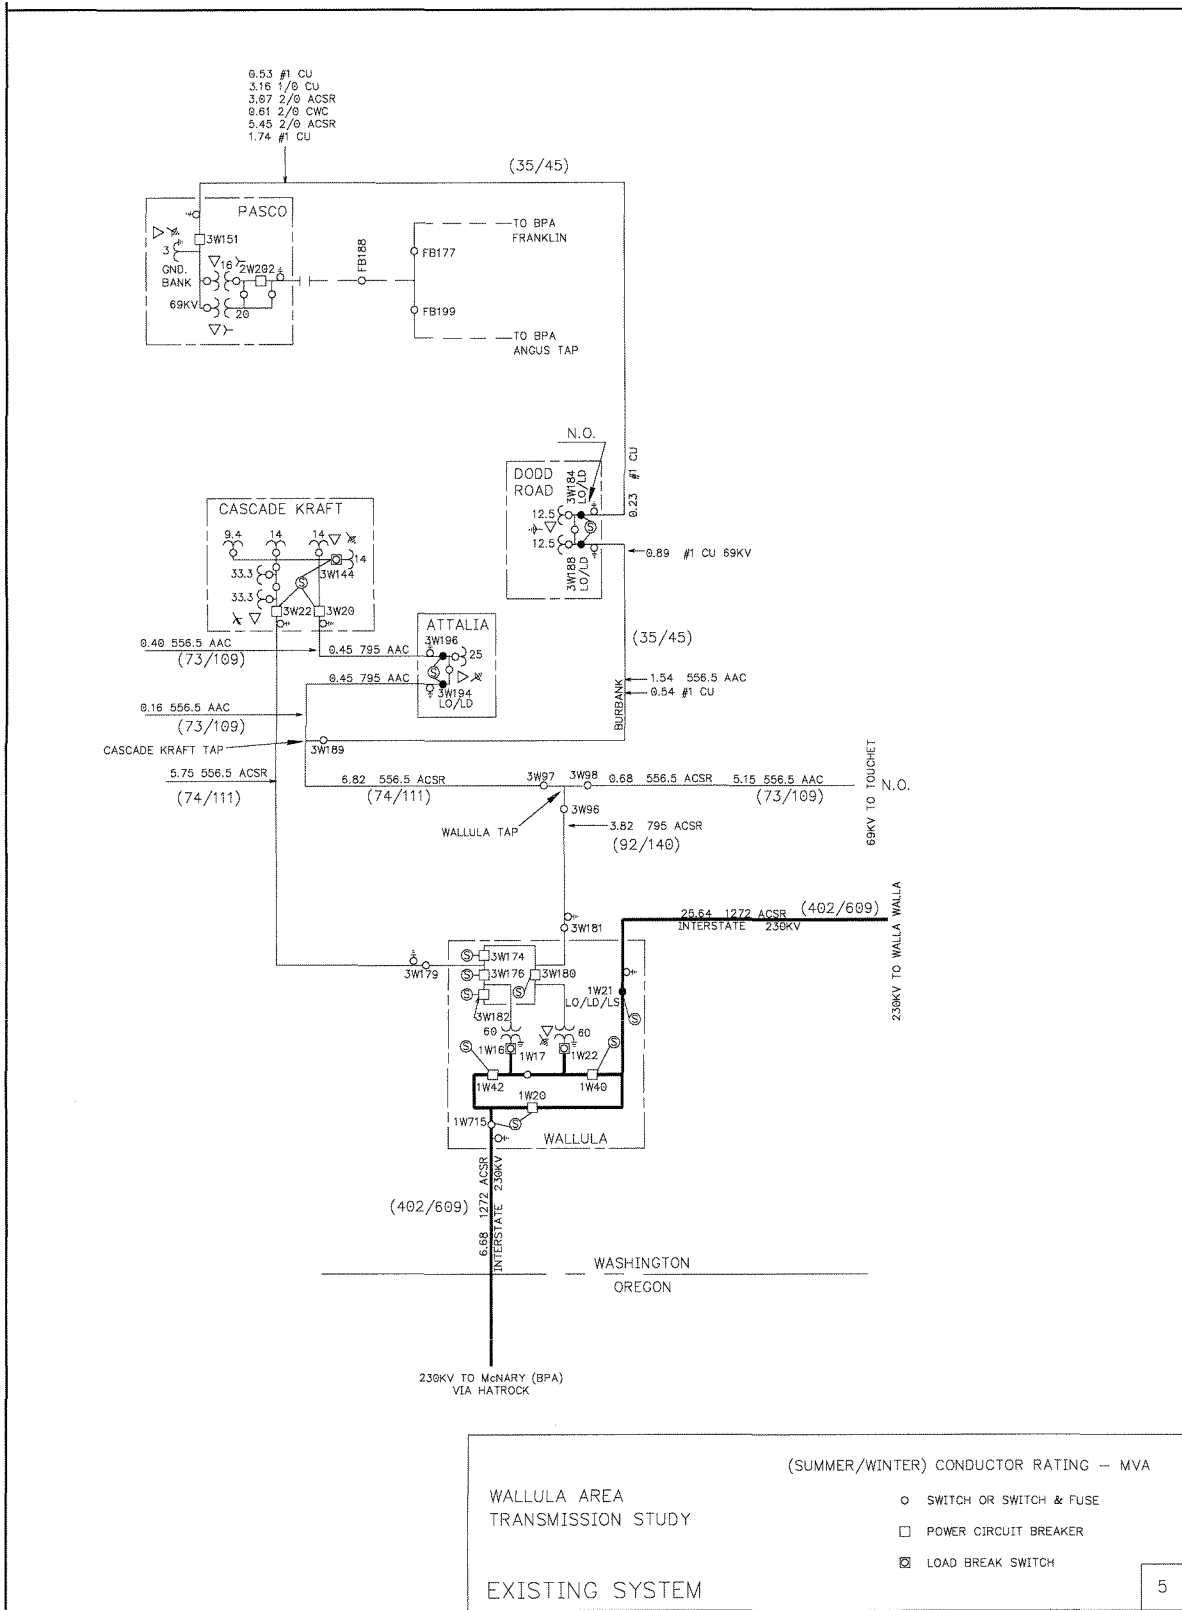 0.53 #1 CU
3.16 1/0 CU
3.07 2/0 ACSR
0.61 2/0 CWC
5.45 2/0 ACSR
1.74 #1 CU
(35/45)
PASCO
3W151
3
GND.
BANK
16
2W202
69KV
20
FB188
TO BPA
FRANKLIN
FB177
FB199
TO BPA
ANGUS TAP
N.O.
DODD
ROAD
3W184
LO/LD
12.5
12.5
S
3W188
LO/LD
0.23 #1 CU
0.89 #1 CU 69KV
CASCADE KRAFT
9.4
14
14
14
3W144
33.3
33.3
S
3W22
3W20
ATTALIA
3W196
25
S
3W194
LO/LD
0.40 556.5 AAC
(73/109)
0.45 795 AAC
0.45 795 AAC
0.16 556.5 AAC
(73/109)
CASCADE KRAFT TAP
3W189
(35/45)
1.54 556.5 AAC
0.54 #1 CU
BURBANK
5.75 556.5 ACSR
(74/111)
6.82 556.5 ACSR
(74/111)
3W97
3W98
0.68 556.5 ACSR
5.15 556.5 AAC
(73/109)
N.O.
69KV TO TOUCHET
3W96
WALLULA TAP
3.82 795 ACSR
(92/140)
25.64 1272 ACSR
(402/609)
INTERSTATE 230KV
230KV TO WALLA WALLA
3W181
3W179
S
3W174
S
3W176
3W180
S
S
3W182
1W21
LO/LD/LS
S
60
60
1W16
1W17
1W22
S
S
1W42
1W40
1W20
1W715
S
WALLULA
(402/609)
6.68 1272 ACSR
INTERSTATE 230KV
WASHINGTON
OREGON
230KV TO McNARY (BPA)
VIA HATROCK
(SUMMER/WINTER) CONDUCTOR RATING — MVA
WALLULA AREA
TRANSMISSION STUDY
SWITCH OR SWITCH & FUSE
POWER CIRCUIT BREAKER
LOAD BREAK SWITCH
EXISTING SYSTEM
5